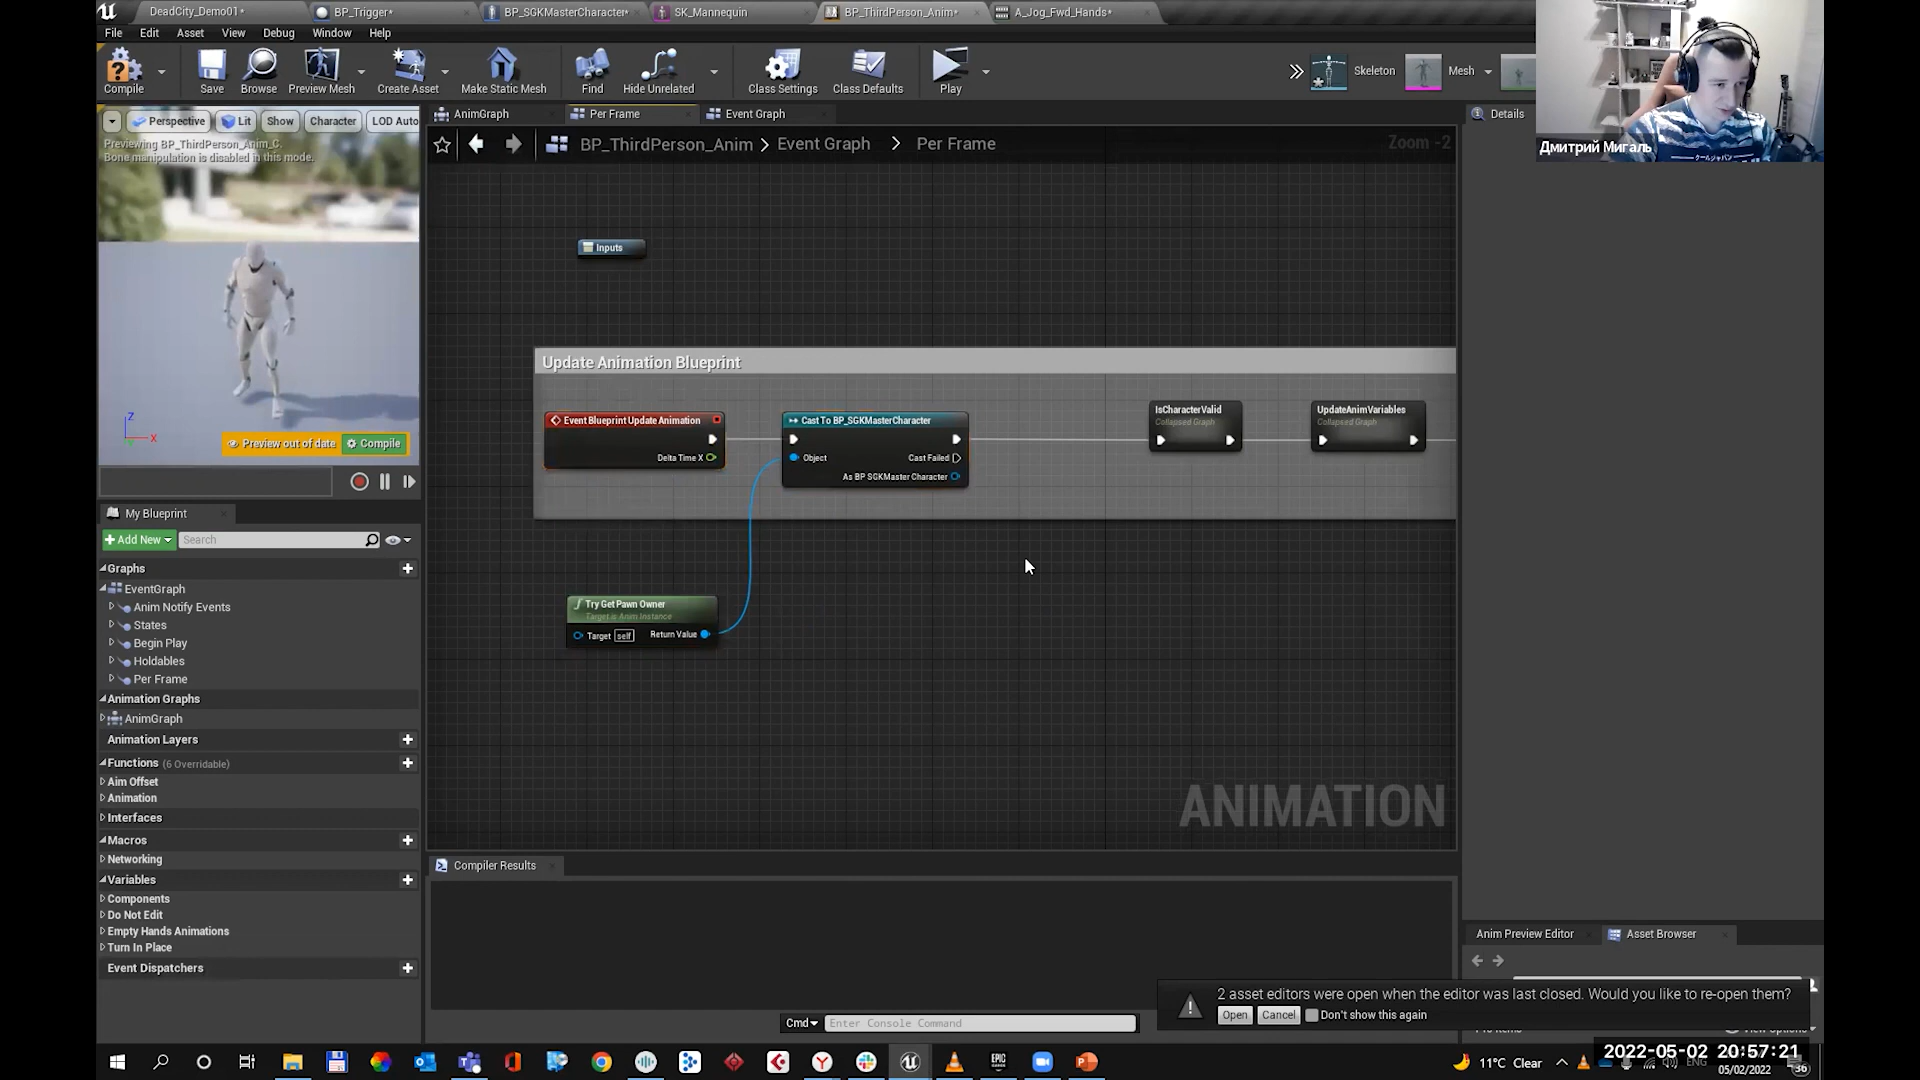 DeadCity_Demo01*
BP_Trigger*
BP_SGKMasterCharacter*
SK_Mannequin
BP_ThirdPerson_Anim*
A_Jog_Fwd_Hands*
File Edit Asset View Debug Window Help
Compile
Save
Browse
Preview Mesh
Create Asset
Make Static Mesh
Find
Hide Unrelated
Class Settings
Class Defaults
Play
Skeleton
Mesh
Дмитрий Мигаль
Perspective
Lit
Show
Character
LOD Auto
Previewing BP_ThirdPerson_Anim_C.
Bone manipulation is disabled in this mode.
Z
X
Preview out of date
Compile
AnimGraph
Per Frame
Event Graph
Details
BP_ThirdPerson_Anim
Event Graph
Per Frame
Zoom -2
Inputs
Update Animation Blueprint
Event Blueprint Update Animation
Delta Time X
Cast To BP_SGKMasterCharacter
Object
Cast Failed
As BP SGKMaster Character
IsCharacterValid
Collapsed Graph
UpdateAnimVariables
Collapsed Graph
Try Get Pawn Owner
Target is Anim Instance
Target self
Return Value
ANIMATION
My Blueprint
Add New
Search
Graphs
EventGraph
Anim Notify Events
States
Begin Play
Holdables
Per Frame
Animation Graphs
AnimGraph
Animation Layers
Functions (6 Overridable)
Aim Offset
Animation
Interfaces
Macros
Networking
Variables
Components
Do Not Edit
Empty Hands Animations
Turn In Place
Event Dispatchers
Compiler Results
Cmd
Enter Console Command
Anim Preview Editor
Asset Browser
2 asset editors were open when the editor was last closed. Would you like to re-open them?
Open
Cancel
Don't show this again
11°C Clear
ENG
2022-05-02 20:57:21
05/02/2022
36